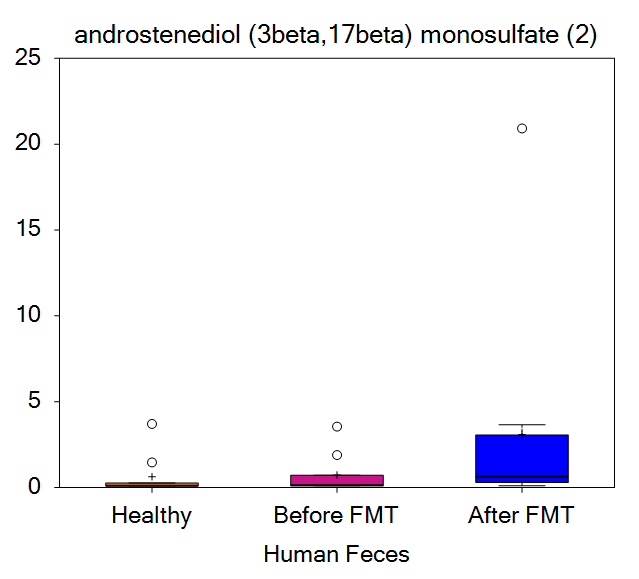 androstenediol (3beta,17beta) monosulfate (2)
25
20
15
10
5
0
Healthy Before FMT After FMT
Human Feces